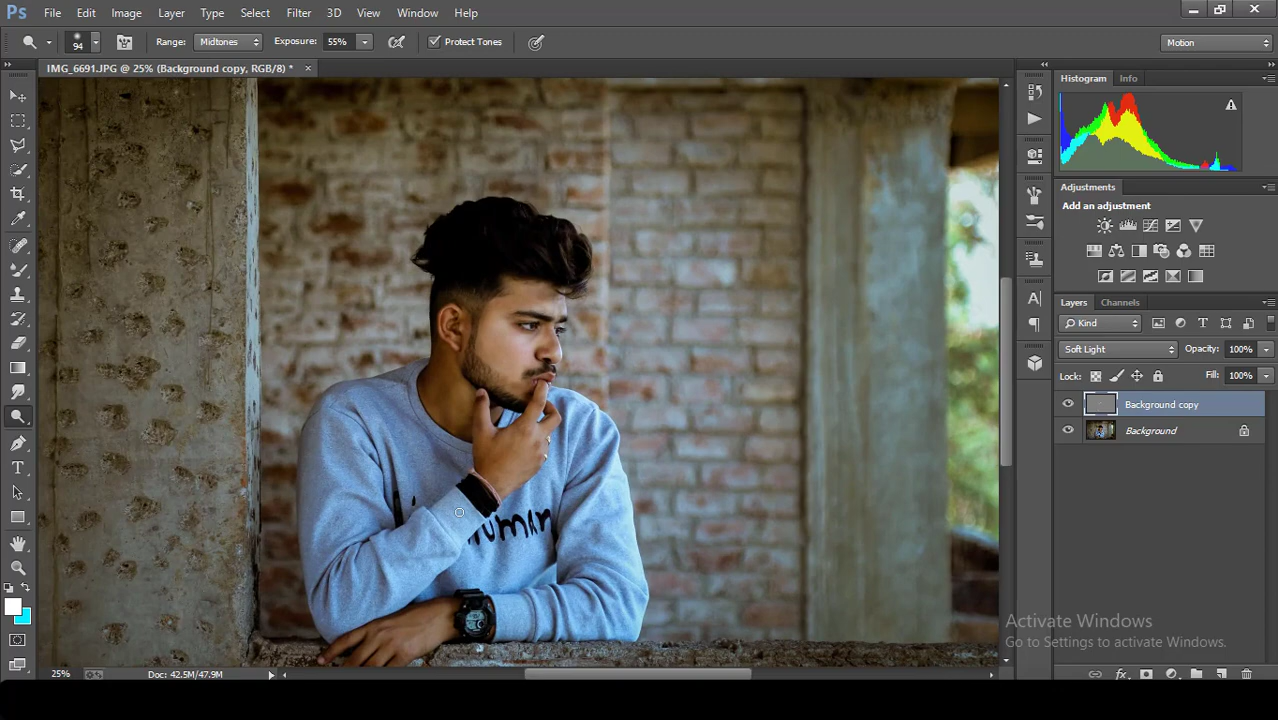 Ps File Edit Image Layer Type Select Filter 3D View Window Help
94 Range: Midtones Exposure: 55% Protect Tones Motion
IMG_6691.JPG @ 25% (Background copy, RGB/8) * ×
Histogram Info
Adjustments
Add an adjustment
Layers Channels
Kind
Soft Light Opacity: 100%
Lock: Fill: 100%
Background copy
Background
human
Activate Windows
Go to Settings to activate Windows.
25% Doc: 42.5M/47.9M